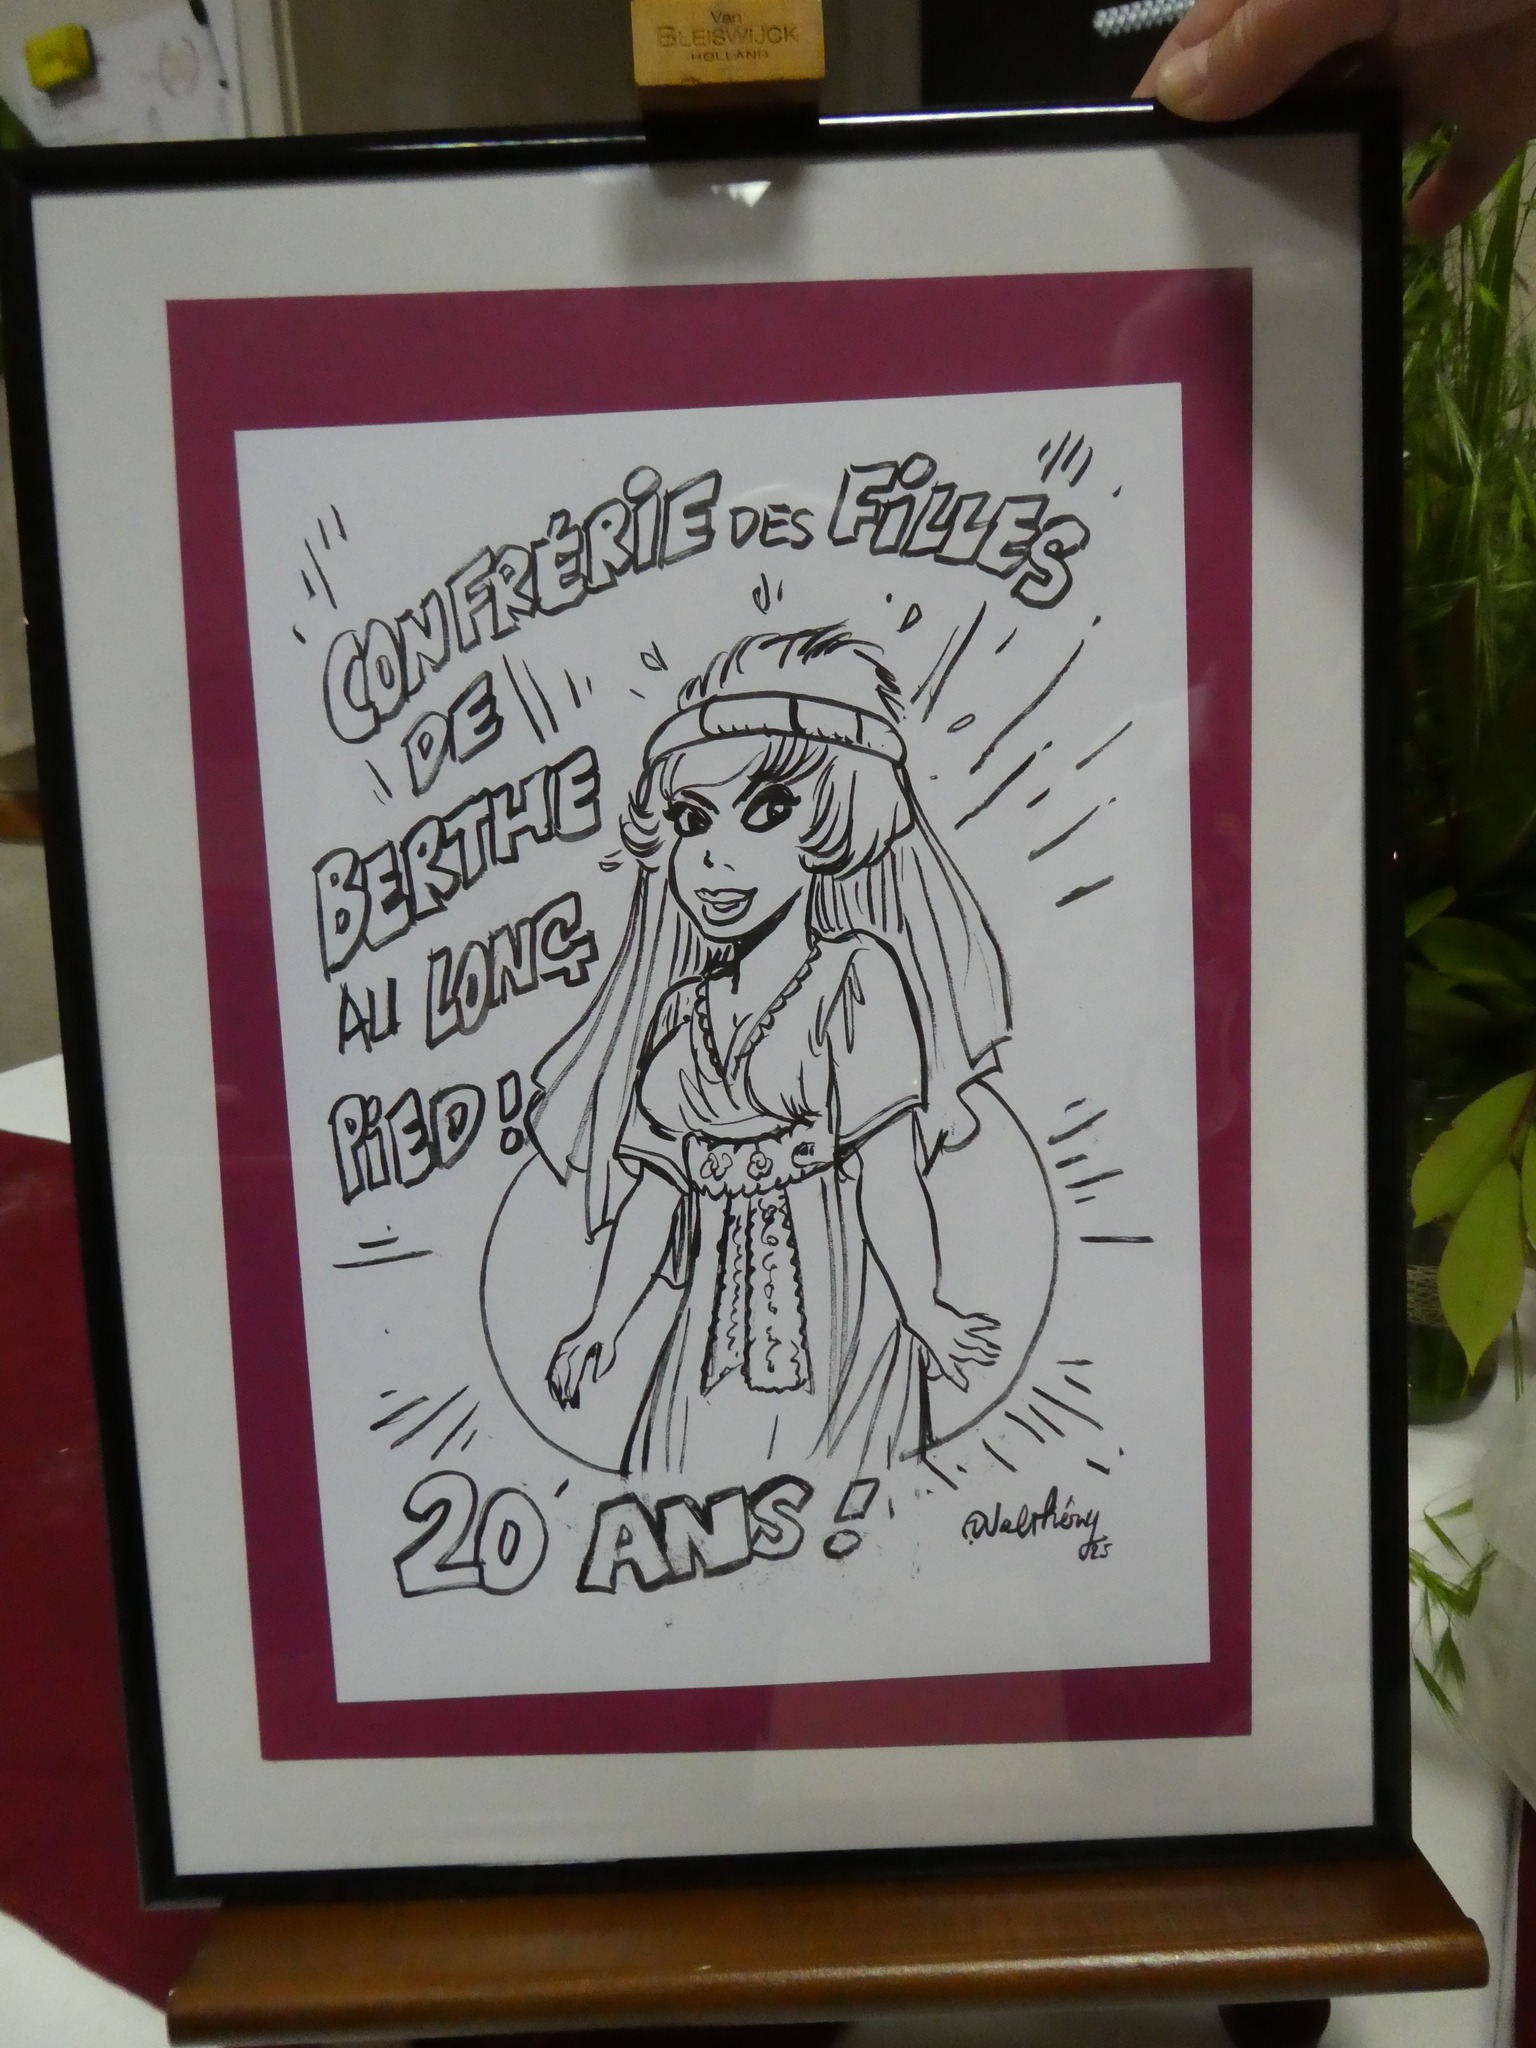 Van
BLEISWIJCK
HOLLAND
CONFRÉRIE DES FiLLES
DE
BERTHE
AU LONG
PiED!
20 ANS!
Walthéry
25